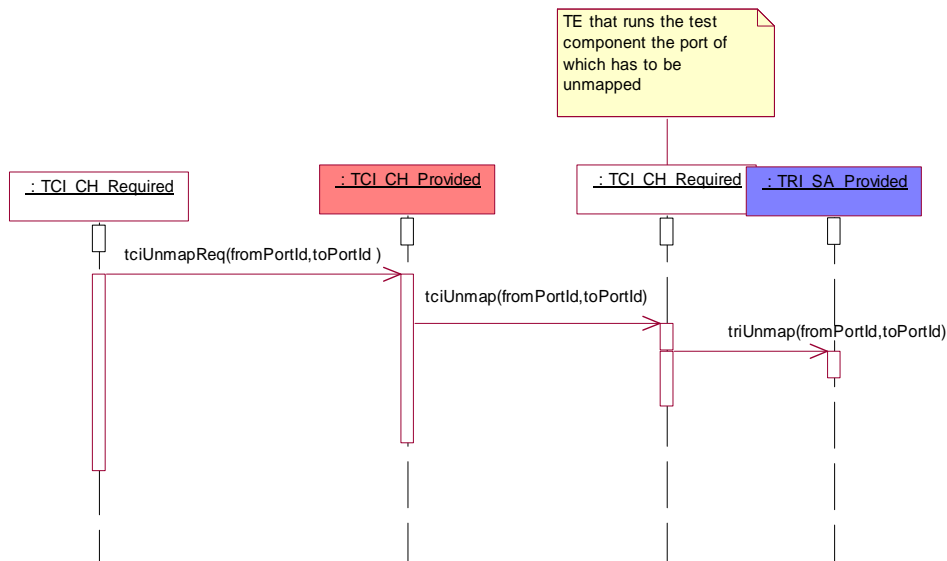 TE that runs the test
component the port of
which has to be
unmapped
: TCI_CH_Required
: TCI_CH_Provided
: TCI_CH_Required
: TRI_SA_Provided
tciUnmapReq(fromPortId,toPortId )
tciUnmap(fromPortId,toPortId)
triUnmap(fromPortId,toPortId)